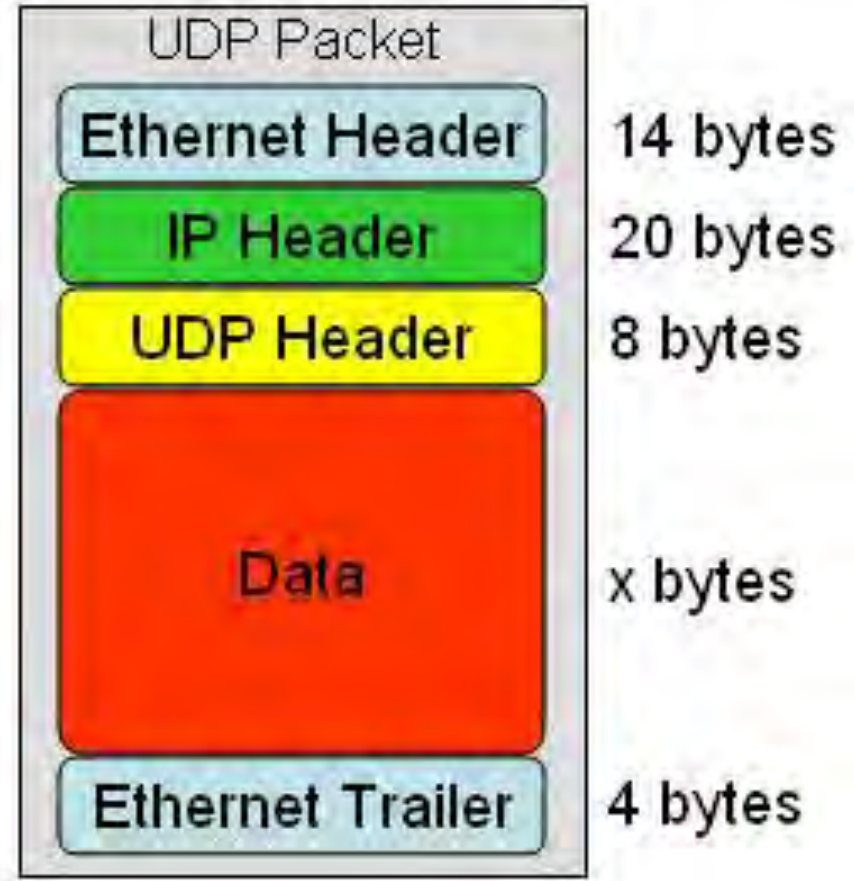 UDP Packet
Ethernet Header 14 bytes
IP Header 20 bytes
UDP Header 8 bytes
Data x bytes
Ethernet Trailer 4 bytes